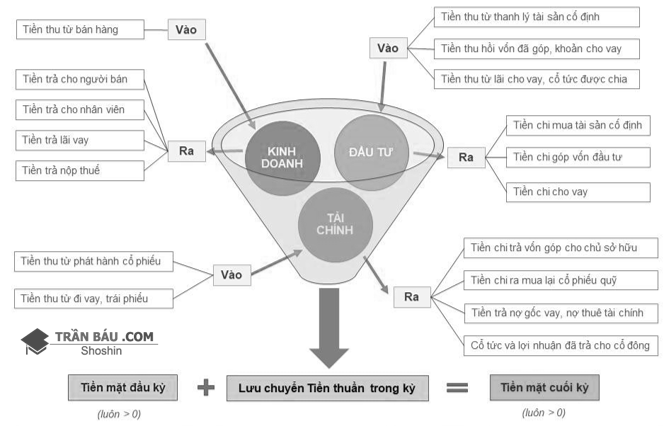 Tiền thu từ bán hàng
Vào
Tiền trả cho người bán
Tiền trả cho nhân viên
Tiền trả lãi vay
Tiền trả nộp thuế
Ra
KINH
DOANH
Vào
Tiền thu từ thanh lý tài sản cố định
Tiền thu hồi vốn đã góp, khoản cho vay
Tiền thu từ lãi cho vay, cổ tức được chia
ĐẦU TƯ
Ra
Tiền chi mua tài sản cố định
Tiền chi góp vốn đầu tư
Tiền chi cho vay
TÀI
CHÍNH
Tiền thu từ phát hành cổ phiếu
Tiền thu từ đi vay, trái phiếu
Vào
Ra
Tiền chi trả vốn góp cho chủ sở hữu
Tiền chi ra mua lại cổ phiếu quỹ
Tiền trả nợ gốc vay, nợ thuê tài chính
Cổ tức và lợi nhuận đã trả cho cổ đông
TRẦN BÁU .COM
Shoshin
Tiền mặt đầu kỳ + Lưu chuyển Tiền thuần trong kỳ = Tiền mặt cuối kỳ
(luôn > 0)
(luôn > 0)